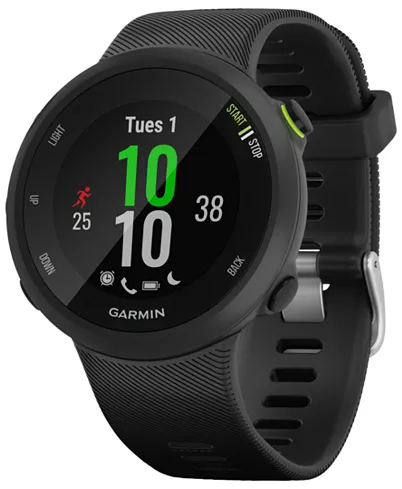 LIGHT
START
STOP
Tues 1
10
UP
25
10
38
DOWN
BACK
GARMIN